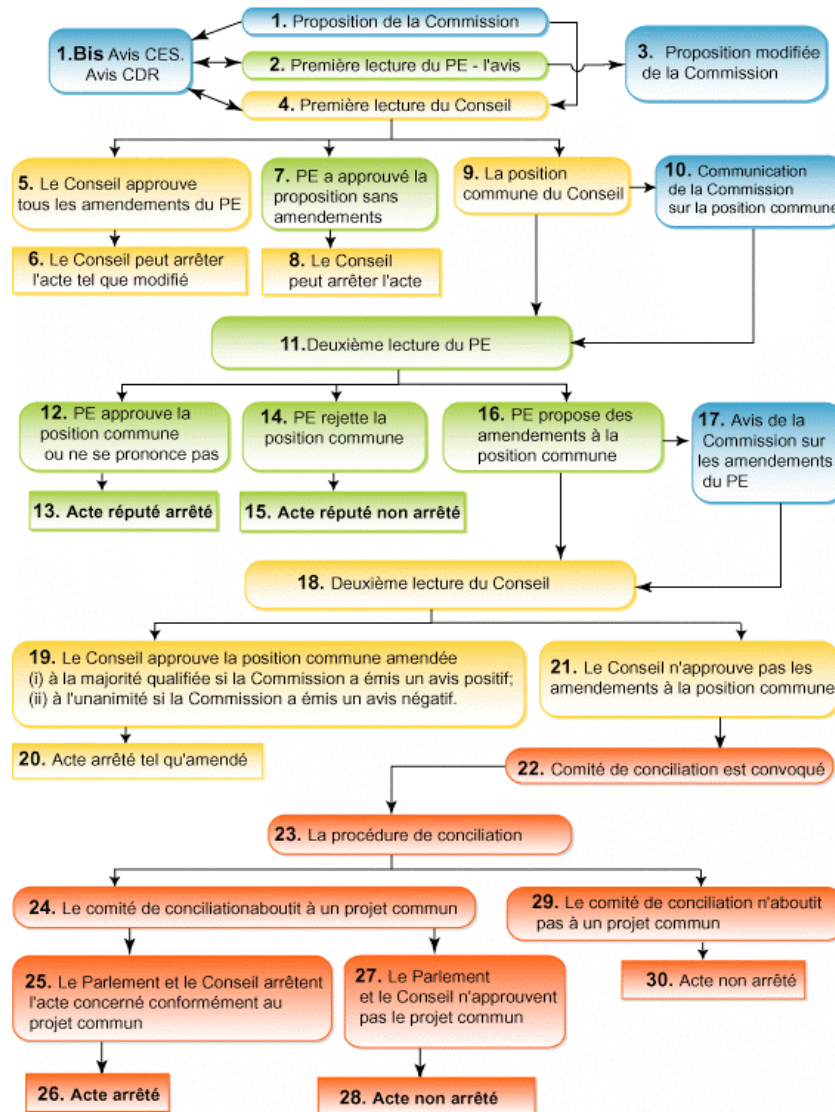 1. Proposition de la Commission
1.Bis Avis CES.
Avis CDR
2. Première lecture du PE - l'avis
3. Proposition modifiée
de la Commission
4. Première lecture du Conseil
5. Le Conseil approuve
tous les amendements du PE
6. Le Conseil peut arrêter
l'acte tel que modifié
7. PE a approuvé la
proposition sans
amendements
8. Le Conseil
peut arrêter l'acte
9. La position
commune du Conseil
10. Communication
de la Commission
sur la position commune
11.Deuxième lecture du PE
12. PE approuve la
position commune
ou ne se prononce pas
13. Acte réputé arrêté
14. PE rejette la
position commune
15. Acte réputé non arrêté
16. PE propose des
amendements à la
position commune
17. Avis de la
Commission sur
les amendements
du PE
18. Deuxième lecture du Conseil
19. Le Conseil approuve la position commune amendée
(i) à la majorité qualifiée si la Commission a émis un avis positif;
(ii) à l'unanimité si la Commission a émis un avis négatif.
20. Acte arrêté tel qu'amendé
21. Le Conseil n'approuve pas les
amendements à la position commune
22. Comité de conciliation est convoqué
23. La procédure de conciliation
24. Le comité de conciliationaboutit à un projet commun
25. Le Parlement et le Conseil arrêtent
l'acte concerné conformément au
projet commun
26. Acte arrêté
27. Le Parlement
et le Conseil n'approuvent
pas le projet commun
28. Acte non arrêté
29. Le comité de conciliation n'aboutit
pas à un projet commun
30. Acte non arrêté